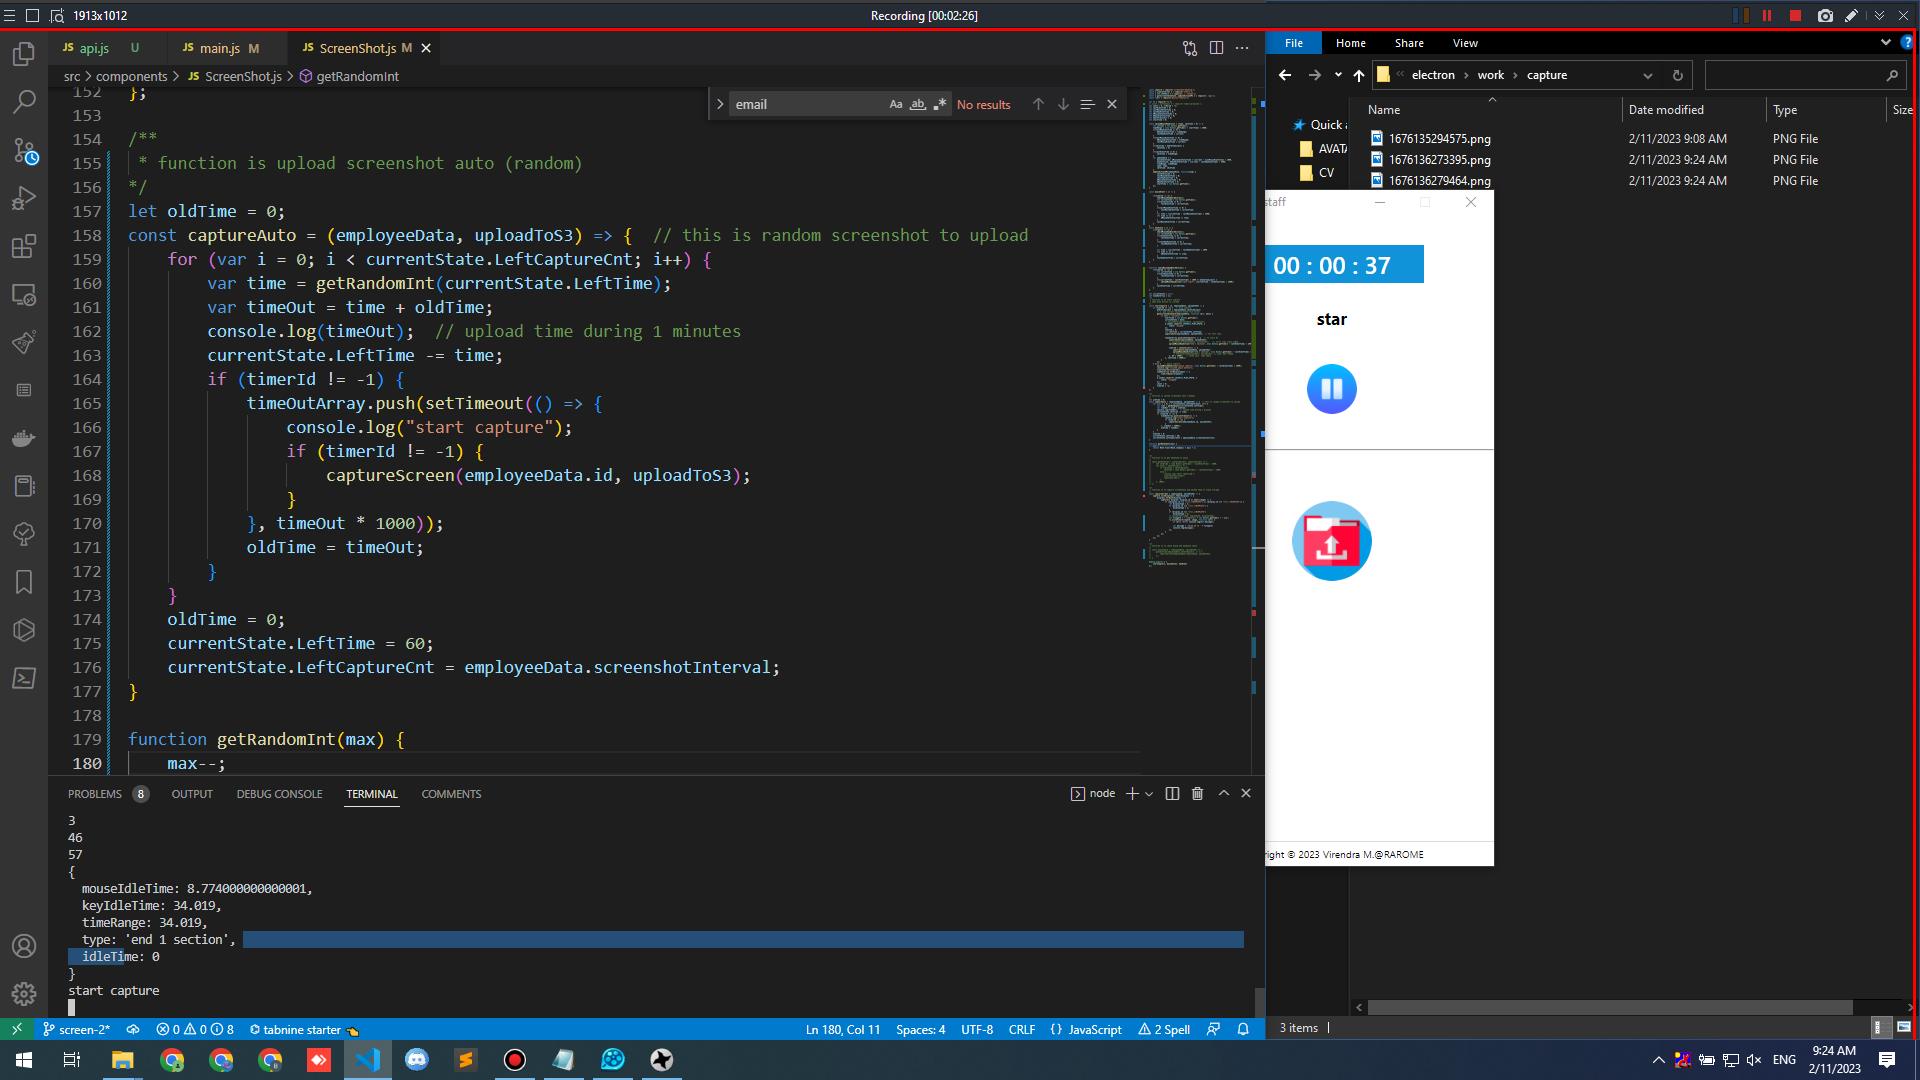 1913x1012
Recording [00:02:26]
JS api.js U
JS main.js M
JS ScreenShot.js M
src > components > JS ScreenShot.js > getRandomInt
email
Aa ab
No results
152 };
153
154 /**
155 * function is upload screenshot auto (random)
156 */
157 let oldTime = 0;
158 const captureAuto = (employeeData, uploadToS3) => { // this is random screenshot to upload
159 for (var i = 0; i < currentState.LeftCaptureCnt; i++) {
160 var time = getRandomInt(currentState.LeftTime);
161 var timeOut = time + oldTime;
162 console.log(timeOut); // upload time during 1 minutes
163 currentState.LeftTime -= time;
164 if (timerId != -1) {
165 timeOutArray.push(setTimeout(() => {
166 console.log("start capture");
167 if (timerId != -1) {
168 captureScreen(employeeData.id, uploadToS3);
169 }
170 }, timeOut * 1000));
171 oldTime = timeOut;
172 }
173 }
174 oldTime = 0;
175 currentState.LeftTime = 60;
176 currentState.LeftCaptureCnt = employeeData.screenshotInterval;
177 }
178
179 function getRandomInt(max) {
180 max--;
PROBLEMS 8 OUTPUT DEBUG CONSOLE TERMINAL COMMENTS
node
3
46
57
{
mouseIdleTime: 8.774000000000001,
keyIdleTime: 34.019,
timeRange: 34.019,
type: 'end 1 section',
idleTime: 0
}
start capture
screen-2* 0 0 8 tabnine starter
Ln 180, Col 11 Spaces: 4 UTF-8 CRLF {} JavaScript 2 Spell
File Home Share View
electron > work > capture
Name Date modified Type Size
Quick
AVATA
CV
1676135294575.png 2/11/2023 9:08 AM PNG File
1676136273395.png 2/11/2023 9:24 AM PNG File
1676136279464.png 2/11/2023 9:24 AM PNG File
staff
00 : 00 : 37
star
right © 2023 Virendra M.@RAROME
3 items
ENG
9:24 AM
2/11/2023